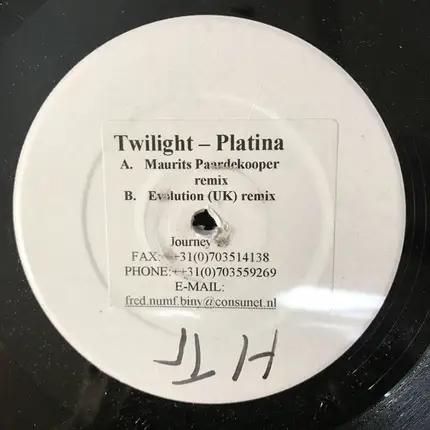 Twilight – Platina
A. Maurits Paardekooper
remix
B. Evolution (UK) remix
Journey
FAX: ++31(0)703514138
PHONE:++31(0)703559269
E-MAIL:
fred.numf.biny@consunet.nl